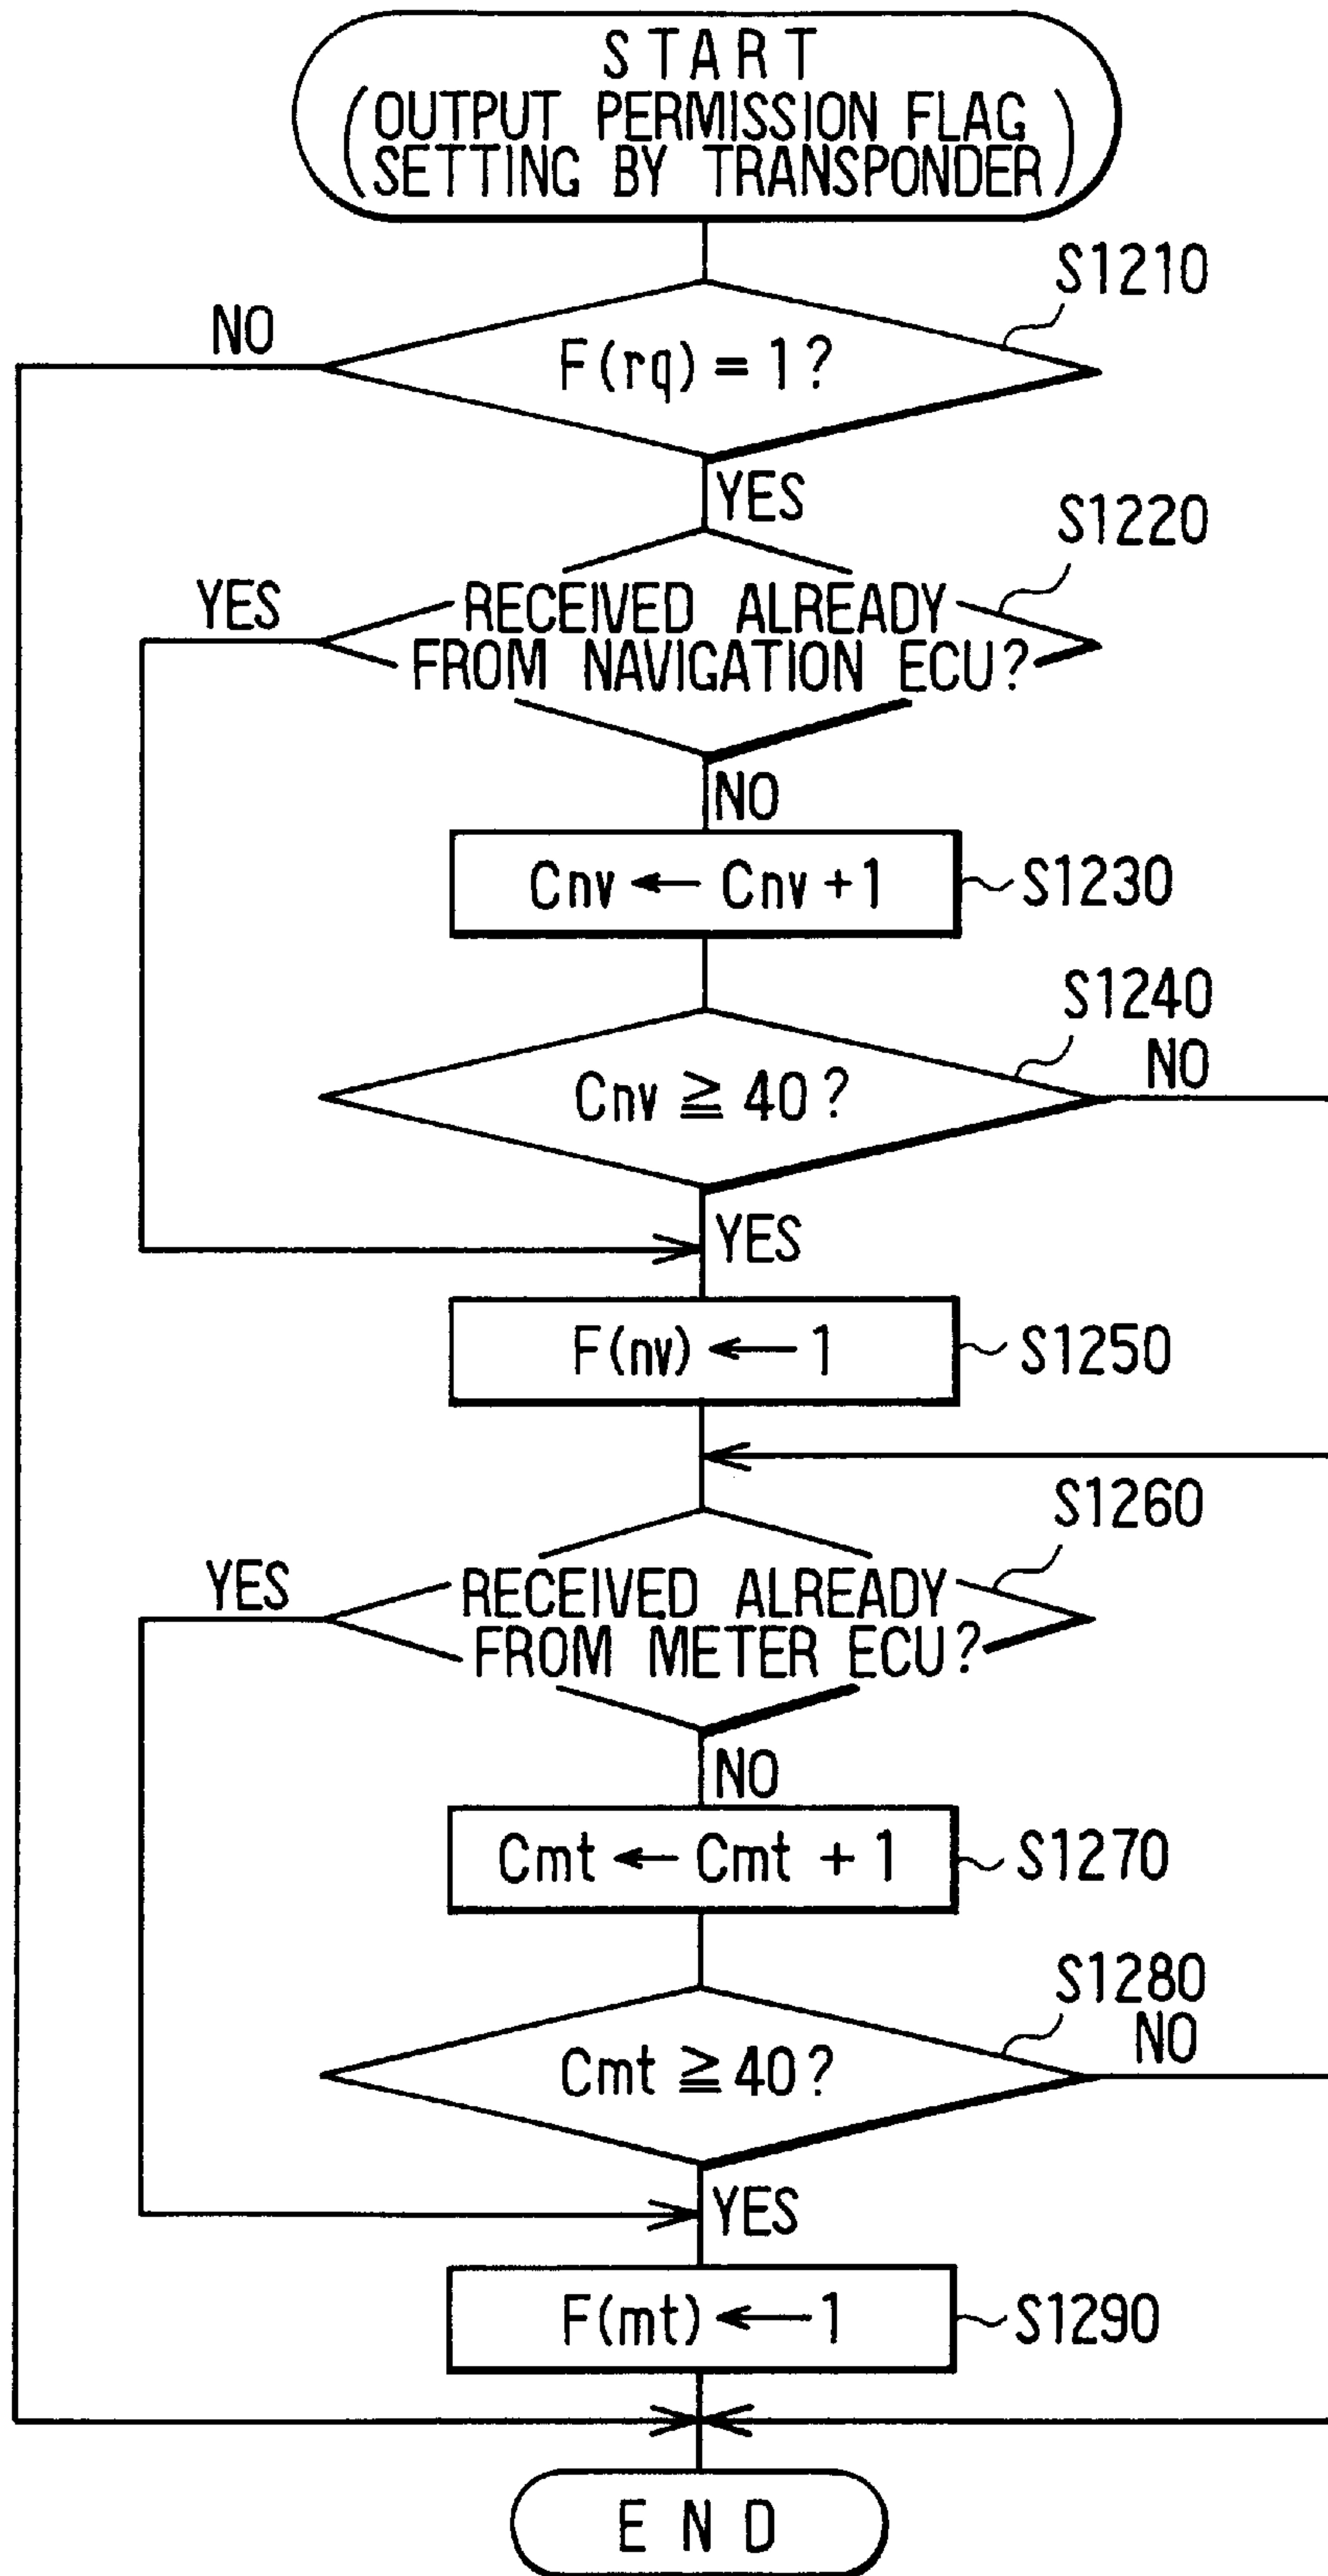 START
(OUTPUT PERMISSION FLAG
SETTING BY TRANSPONDER)
S1210
NO
F(rq) = 1?
YES
S1220
YES
RECEIVED ALREADY
FROM NAVIGATION ECU?
NO
Cnv ← Cnv +1
S1230
S1240
NO
Cnv ≧ 40?
YES
F(nv) ← 1
S1250
S1260
YES
RECEIVED ALREADY
FROM METER ECU?
NO
Cmt ← Cmt + 1
S1270
S1280
NO
Cmt ≧ 40?
YES
F(mt) ← 1
S1290
END